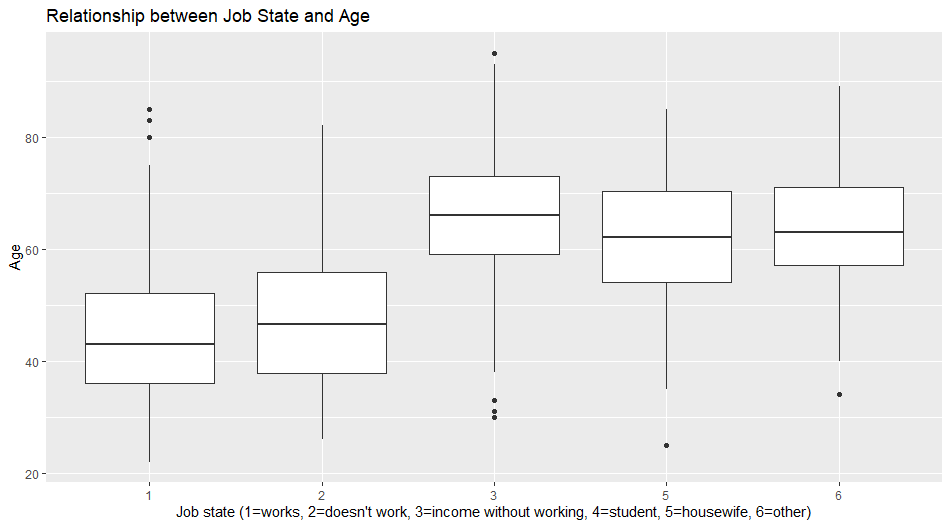 Relationship between Job State and Age
Age
80
60
40
20
1 2 3 5 6
Job state (1=works, 2=doesn't work, 3=income without working, 4=student, 5=housewife, 6=other)